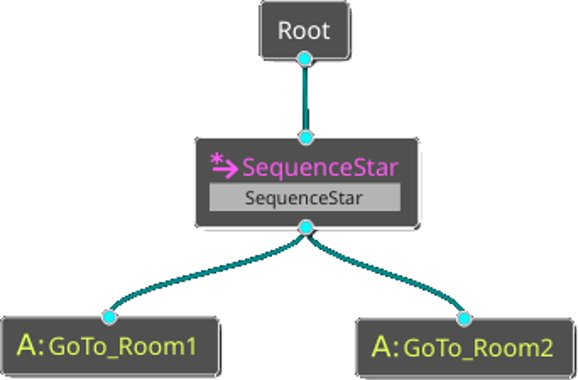 Root
*→ SequenceStar
SequenceStar
A: GoTo_Room1
A: GoTo_Room2